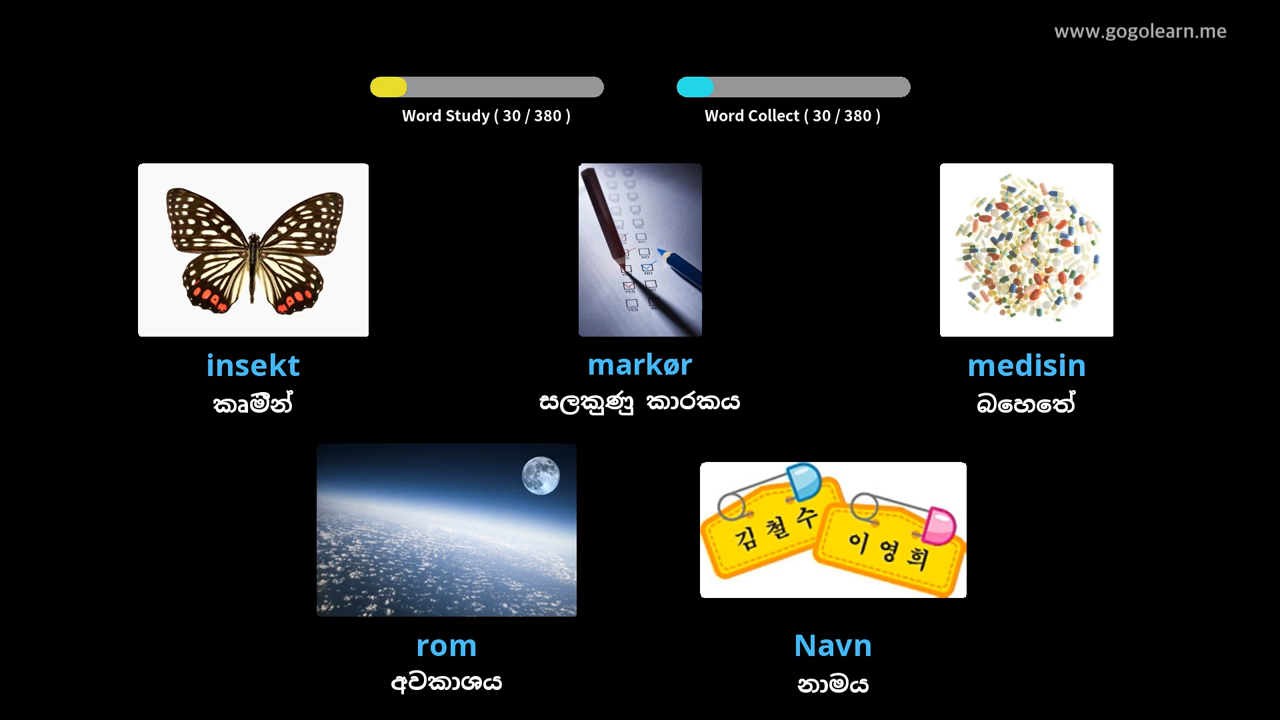 www.gogolearn.me
Word Study ( 30 / 380 )
Word Collect ( 30 / 380 )
insekt
කෘමීන්
markør
සලකුණු කාරකය
medisin
බෙහෙත්
김철수
이영희
rom
අවකාශය
Navn
නාමය